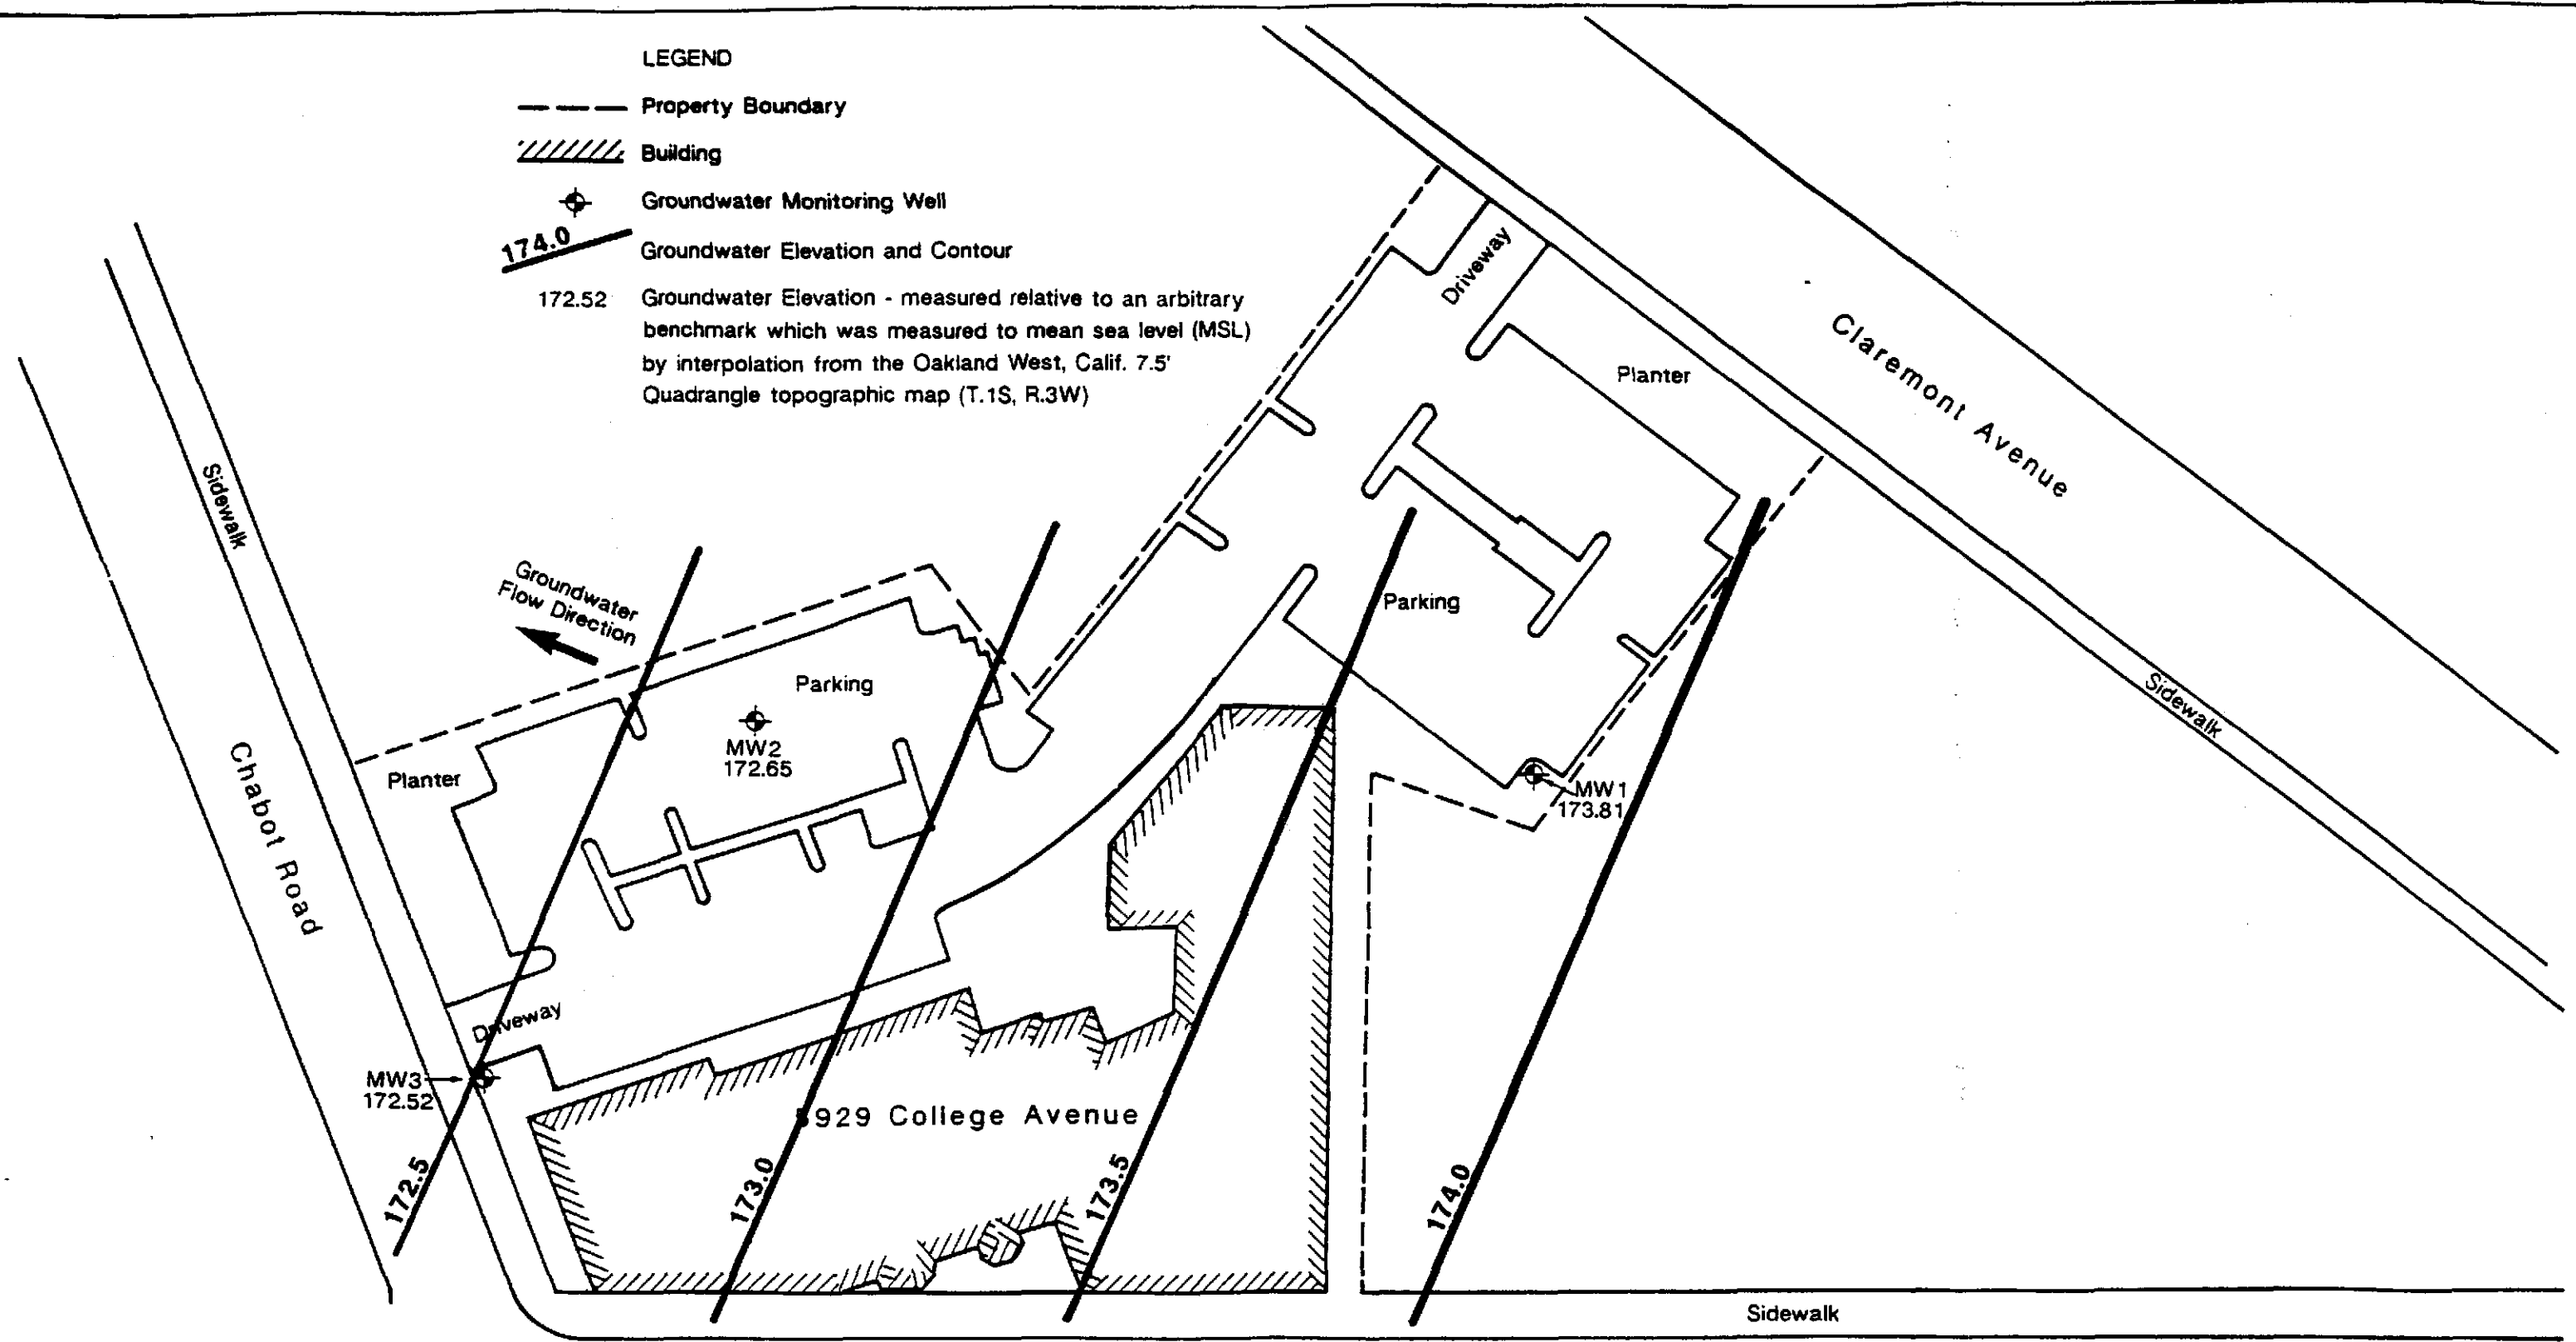 LEGEND
Property Boundary
Building
Groundwater Monitoring Well
174.0
Groundwater Elevation and Contour
172.52
Groundwater Elevation - measured relative to an arbitrary
benchmark which was measured to mean sea level (MSL)
by interpolation from the Oakland West, Calif. 7.5'
Quadrangle topographic map (T.1S, R.3W)
Driveway
Planter
Claremont Avenue
Sidewalk
Groundwater
Flow Direction
Parking
Parking
Sidewalk
MW2
172.65
Planter
MW1
173.81
Chabot Road
Driveway
MW3
172.52
5929 College Avenue
172.5
173.0
173.5
174.0
Sidewalk